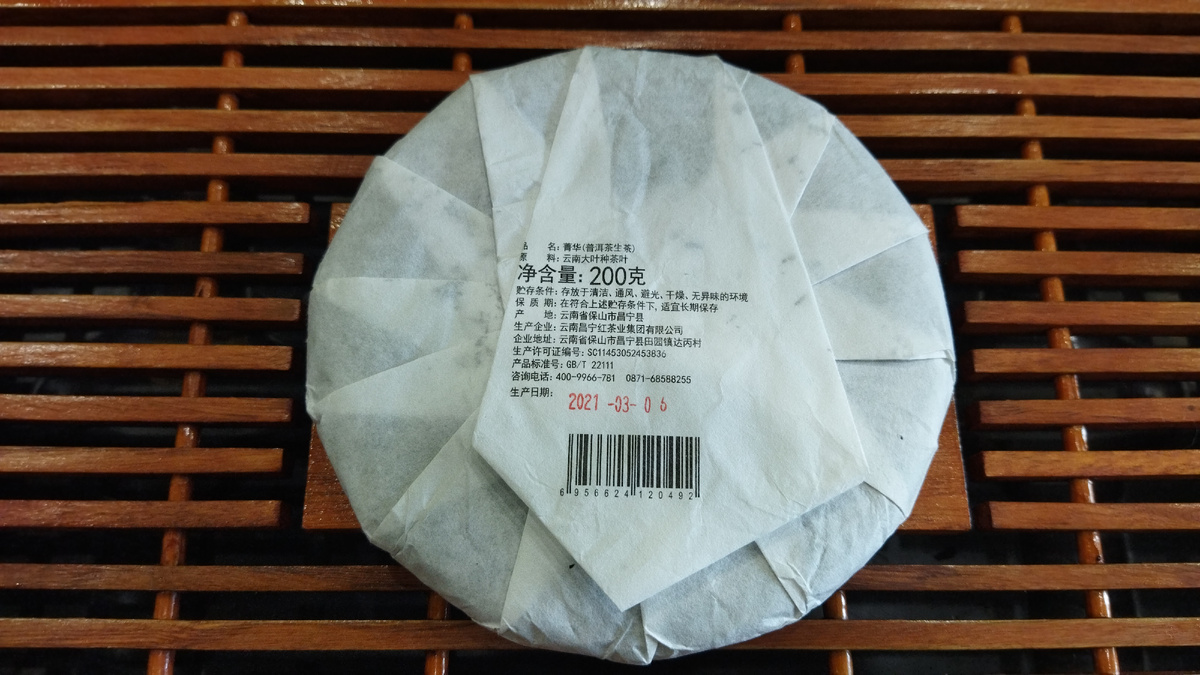 品 名: 菁华(普洱茶生茶)
原 料: 云南大叶种茶叶
净含量: 200克
贮存条件: 存放于清洁、通风、避光、干燥、无异味的环境
保 质 期: 在符合上述贮存条件下, 适宜长期保存
产 地: 云南省保山市昌宁县
生产企业: 云南昌宁红茶业集团有限公司
企业地址: 云南省保山市昌宁县田园镇达丙村
生产许可证编号: SC11453052453836
产品标准号: GB/T 22111
咨询电话: 400-9966-781 0871-68588255
生产日期: 2021-03-06
6 956624 120492